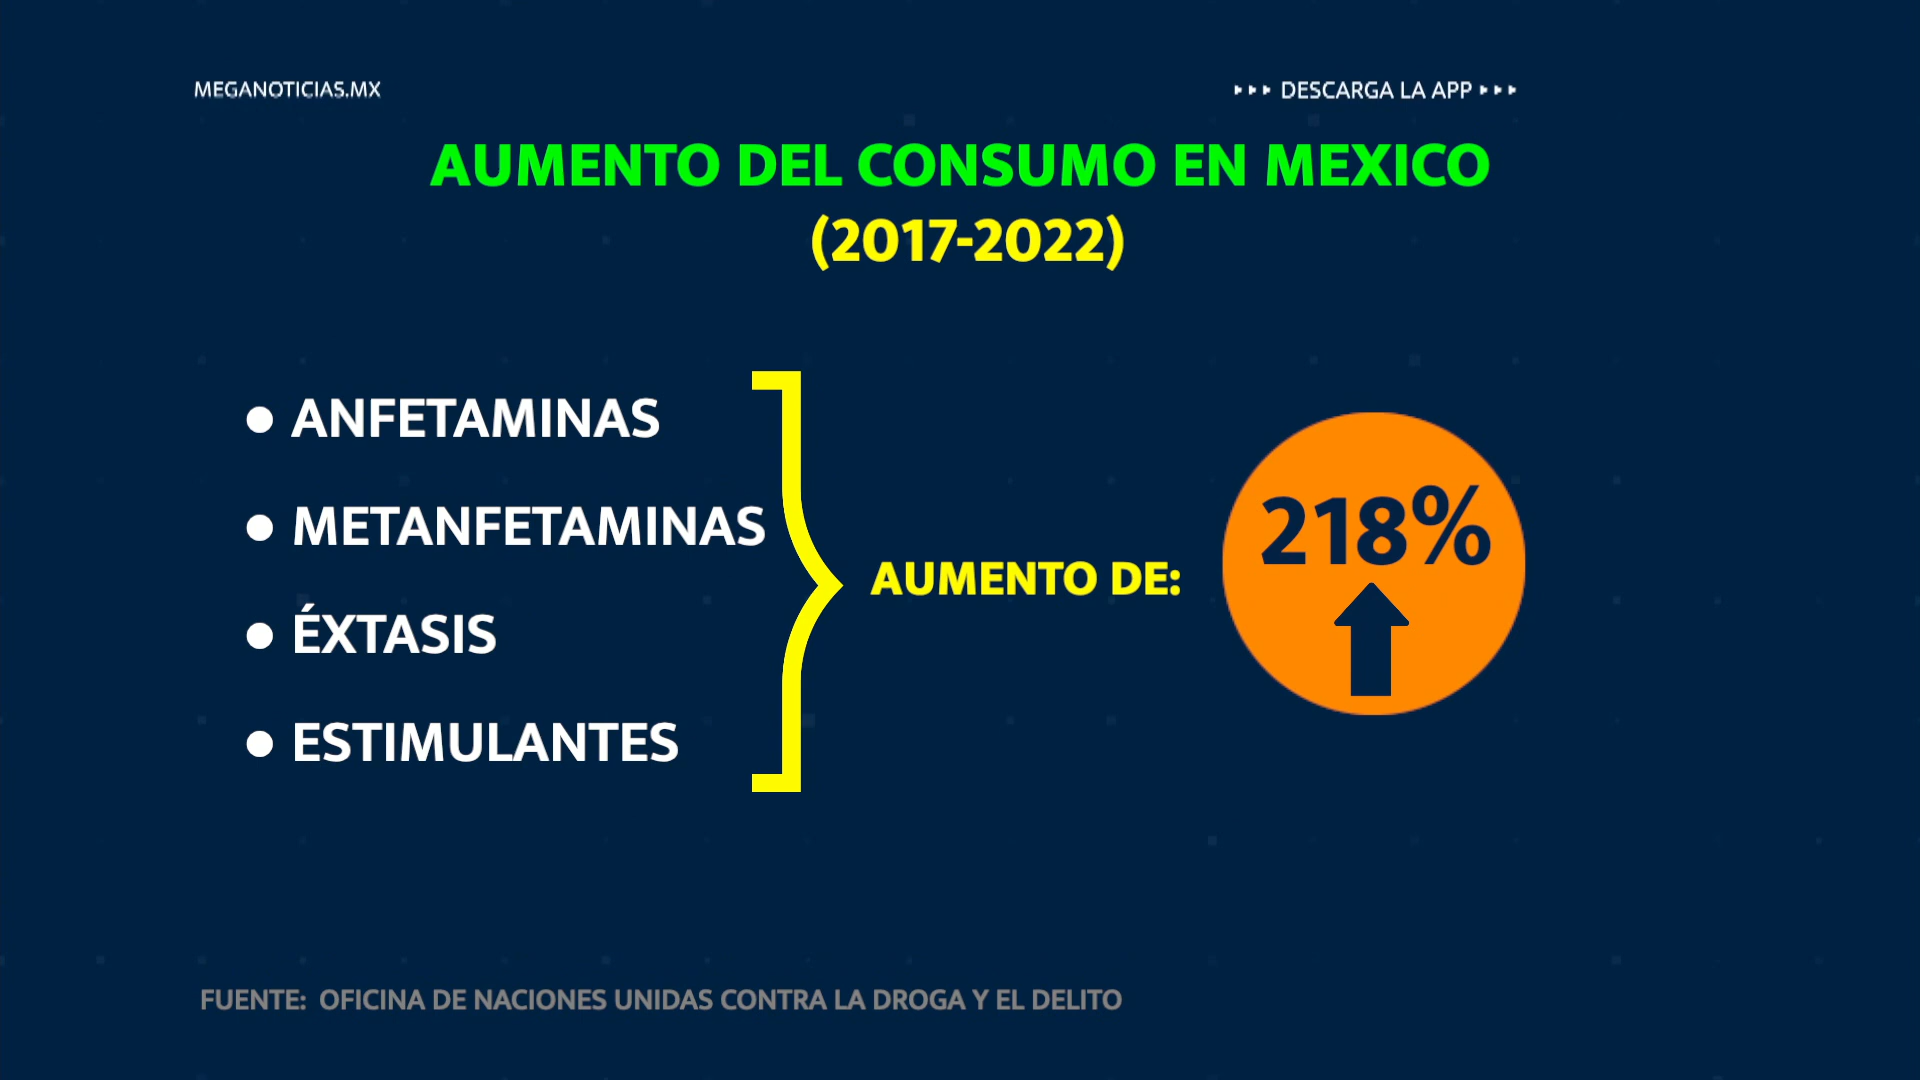 MEGANOTICIAS.MX
DESCARGA LA APP
AUMENTO DEL CONSUMO EN MEXICO
(2017-2022)
● ANFETAMINAS
● METANFETAMINAS
● ÉXTASIS
● ESTIMULANTES
AUMENTO DE:
218%
FUENTE: OFICINA DE NACIONES UNIDAS CONTRA LA DROGA Y EL DELITO